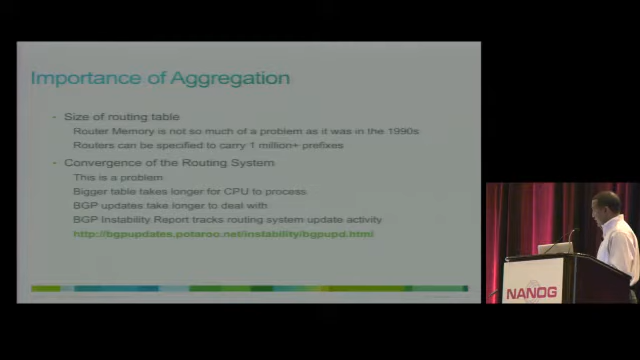 Importance of Aggregation
- Size of routing table
Router Memory is not so much of a problem as it was in the 1990s
Routers can be specified to carry 1 million+ prefixes
- Convergence of the Routing System
This is a problem
Bigger table takes longer for CPU to process
BGP updates take longer to deal with
BGP Instability Report tracks routing system update activity
http://bgpupdates.potaroo.net/instability/bgpupd.html
NANOG